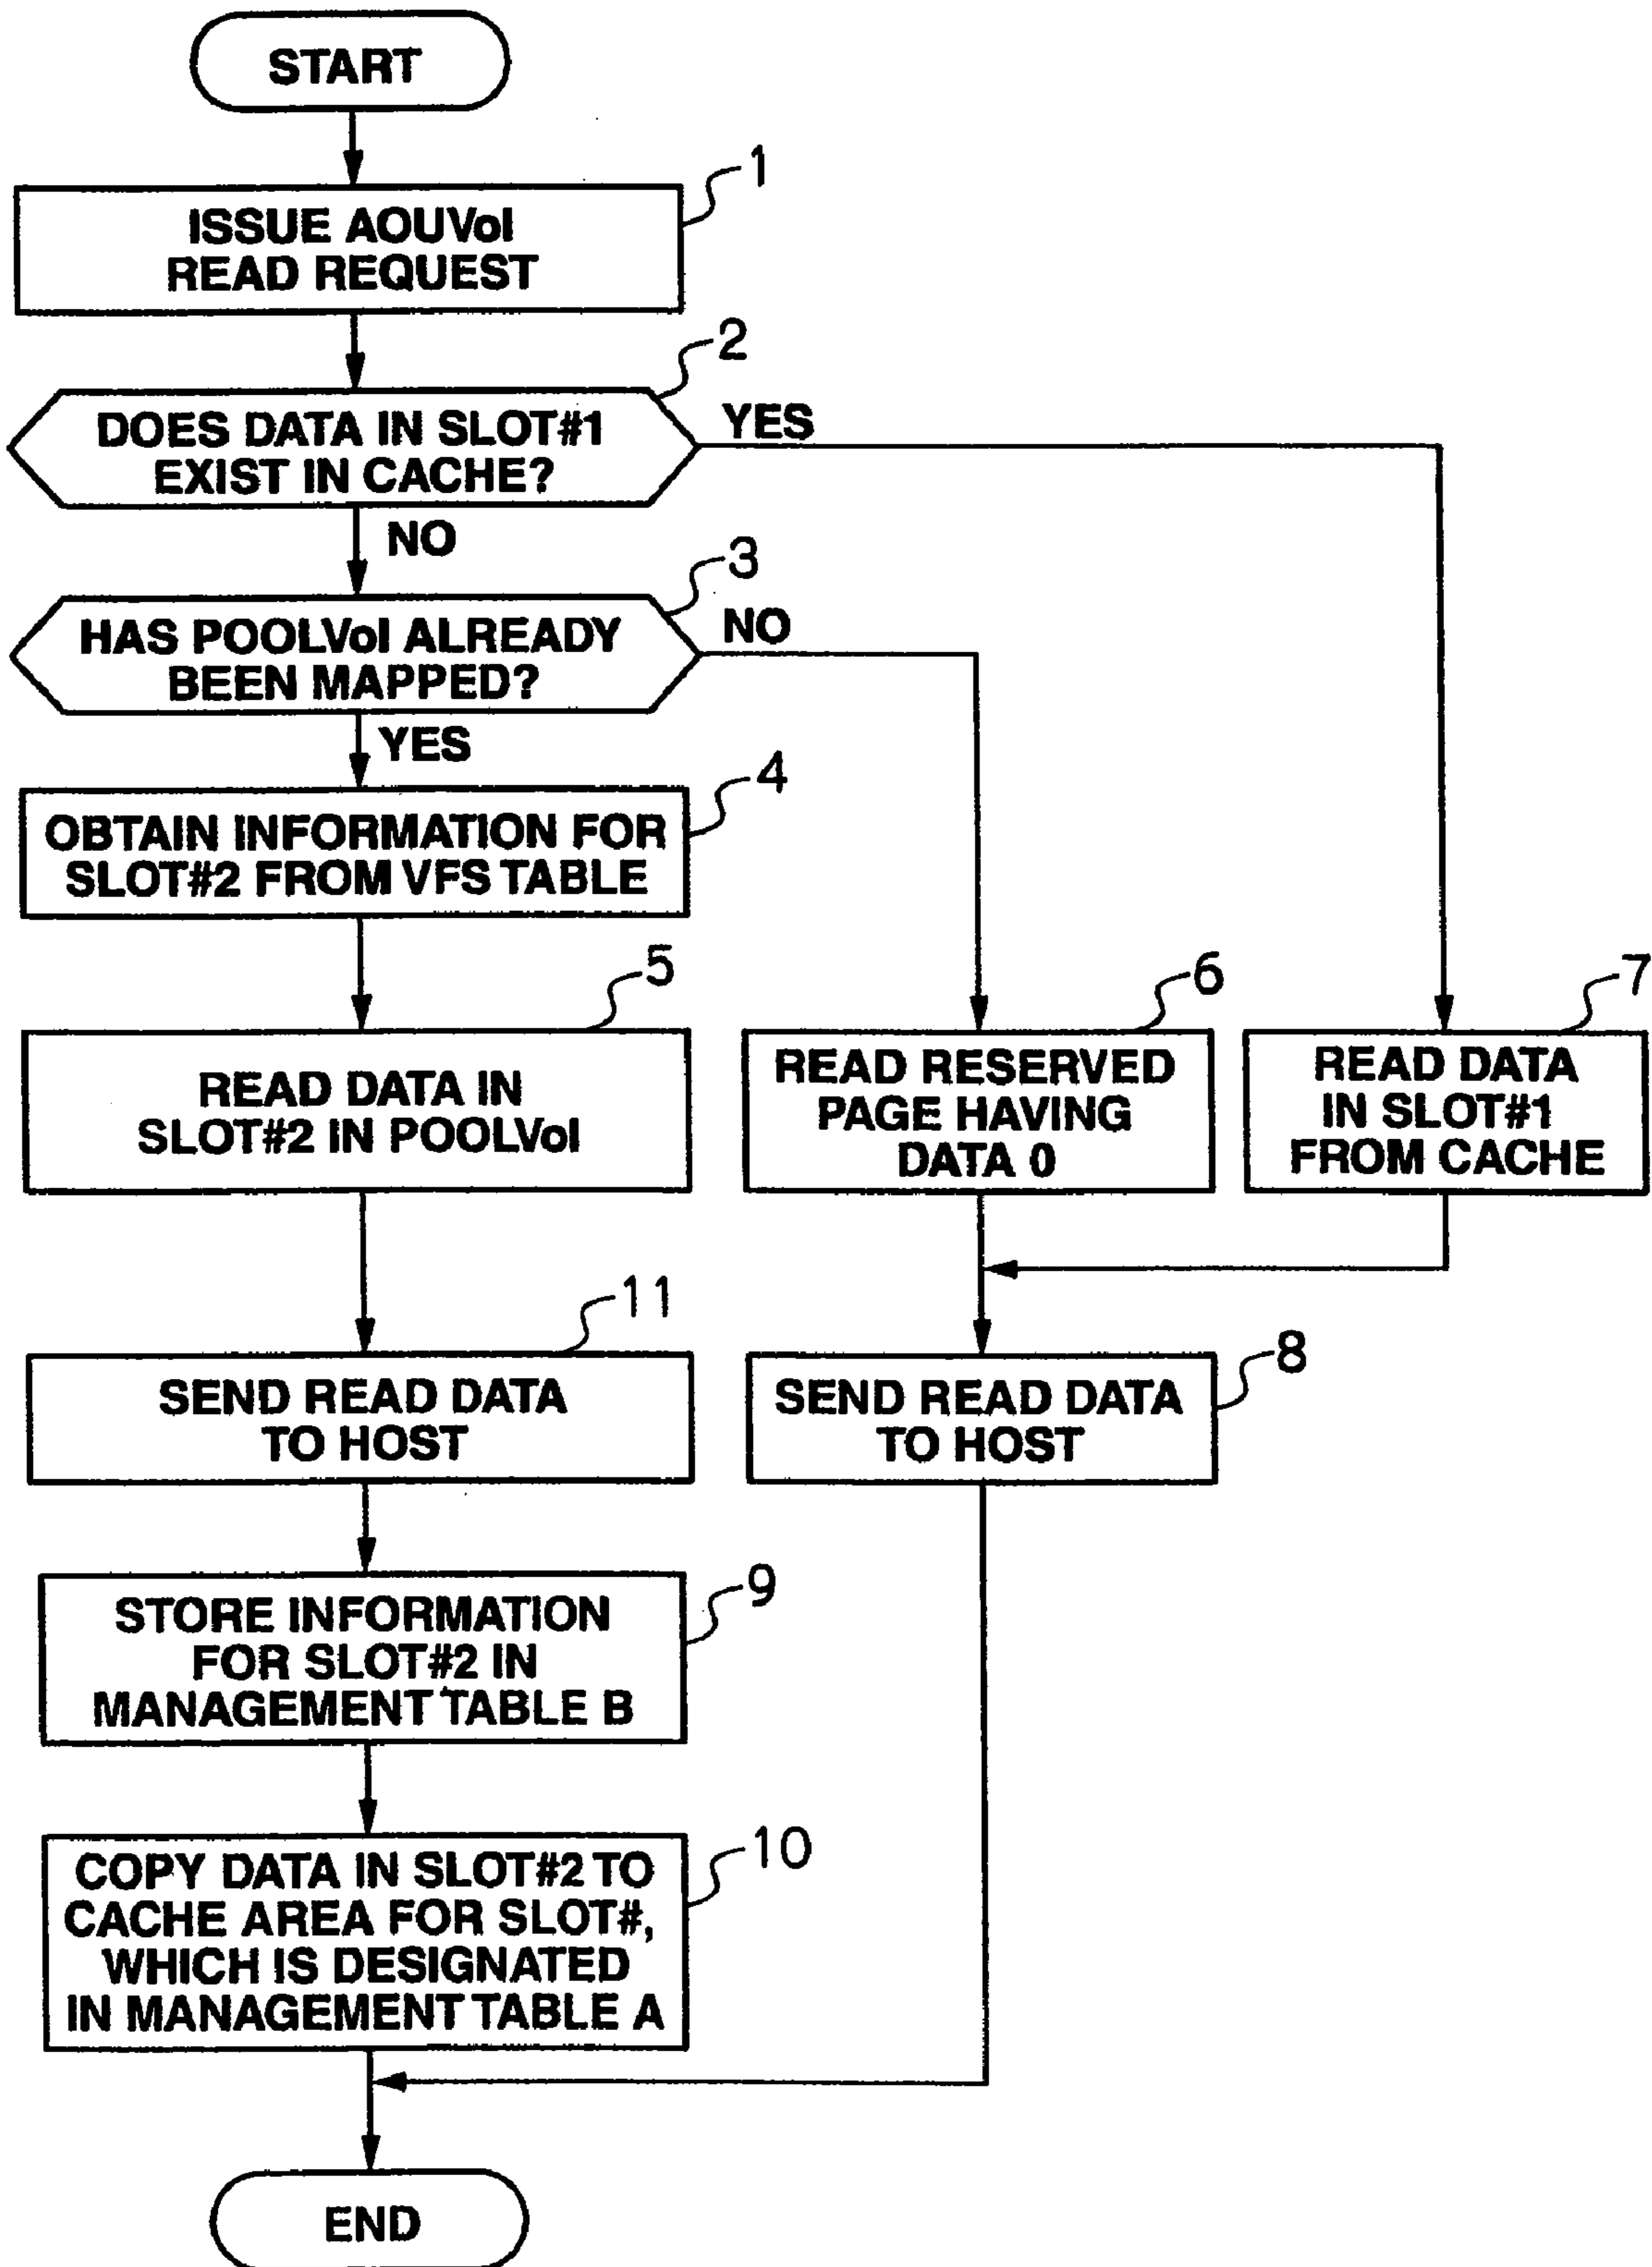 START
1
ISSUE AOUVol
READ REQUEST
2
DOES DATA IN SLOT#1
EXIST IN CACHE?
YES
NO
3
HAS POOLVol ALREADY
BEEN MAPPED?
NO
YES
4
OBTAIN INFORMATION FOR
SLOT#2 FROM VFS TABLE
5
READ DATA IN
SLOT#2 IN POOLVol
6
READ RESERVED
PAGE HAVING
DATA 0
7
READ DATA
IN SLOT#1
FROM CACHE
11
SEND READ DATA
TO HOST
8
SEND READ DATA
TO HOST
9
STORE INFORMATION
FOR SLOT#2 IN
MANAGEMENT TABLE B
10
COPY DATA IN SLOT#2 TO
CACHE AREA FOR SLOT#,
WHICH IS DESIGNATED
IN MANAGEMENT TABLE A
END